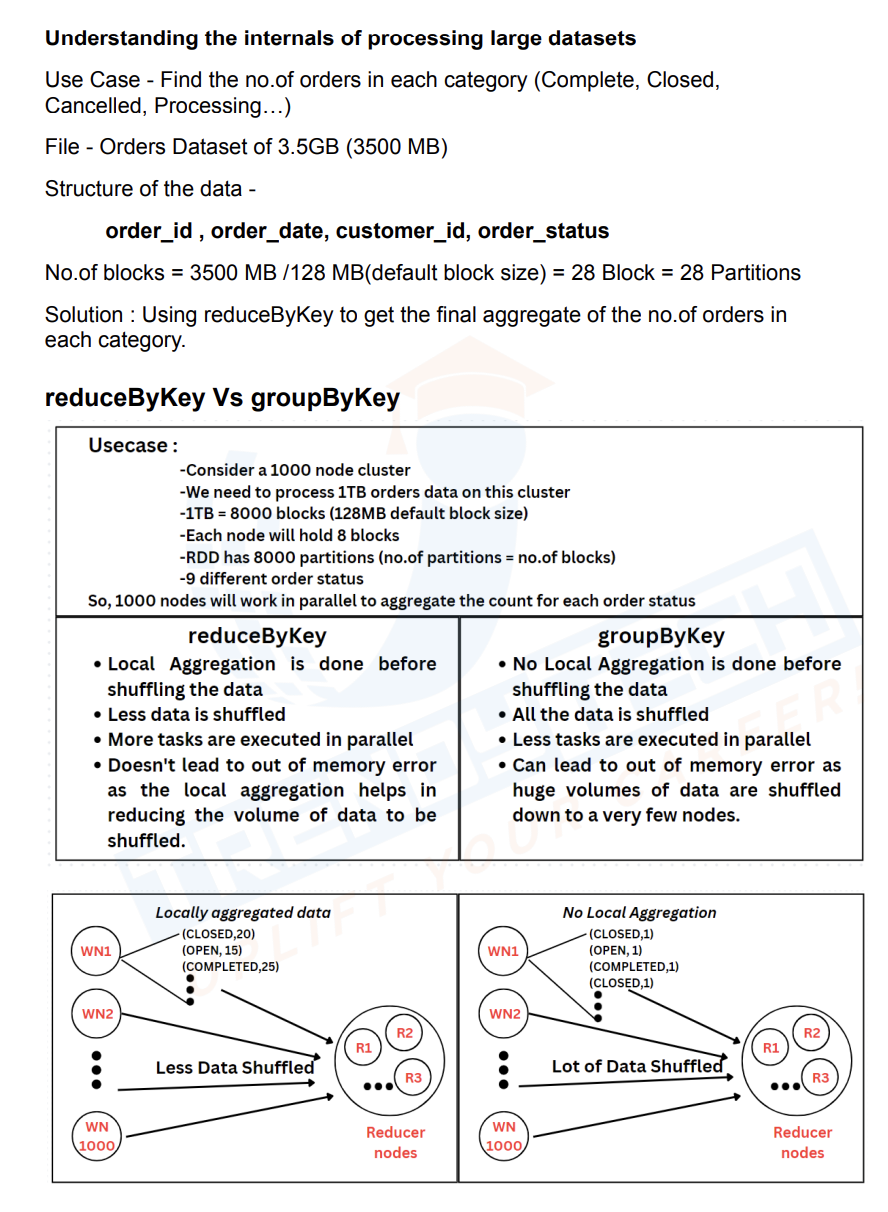 Understanding the internals of processing large datasets
Use Case - Find the no.of orders in each category (Complete, Closed,
Cancelled, Processing…)
File - Orders Dataset of 3.5GB (3500 MB)
Structure of the data -
order_id , order_date, customer_id, order_status
No.of blocks = 3500 MB /128 MB(default block size) = 28 Block = 28 Partitions
Solution : Using reduceByKey to get the final aggregate of the no.of orders in
each category.
reduceByKey Vs groupByKey
Usecase :
-Consider a 1000 node cluster
-We need to process 1TB orders data on this cluster
-1TB = 8000 blocks (128MB default block size)
-Each node will hold 8 blocks
-RDD has 8000 partitions (no.of partitions = no.of blocks)
-9 different order status
So, 1000 nodes will work in parallel to aggregate the count for each order status
reduceByKey
• Local Aggregation is done before
shuffling the data
• Less data is shuffled
• More tasks are executed in parallel
• Doesn't lead to out of memory error
as the local aggregation helps in
reducing the volume of data to be
shuffled.
groupByKey
• No Local Aggregation is done before
shuffling the data
• All the data is shuffled
• Less tasks are executed in parallel
• Can lead to out of memory error as
huge volumes of data are shuffled
down to a very few nodes.
Locally aggregated data
(CLOSED,20)
(OPEN, 15)
(COMPLETED,25)
WN1
WN2
WN
1000
Less Data Shuffled
R1
R2
R3
Reducer
nodes
No Local Aggregation
(CLOSED,1)
(OPEN, 1)
(COMPLETED,1)
(CLOSED,1)
WN1
WN2
WN
1000
Lot of Data Shuffled
R1
R2
R3
Reducer
nodes
TRENDYTECH
UPLIFT YOUR CAREER!